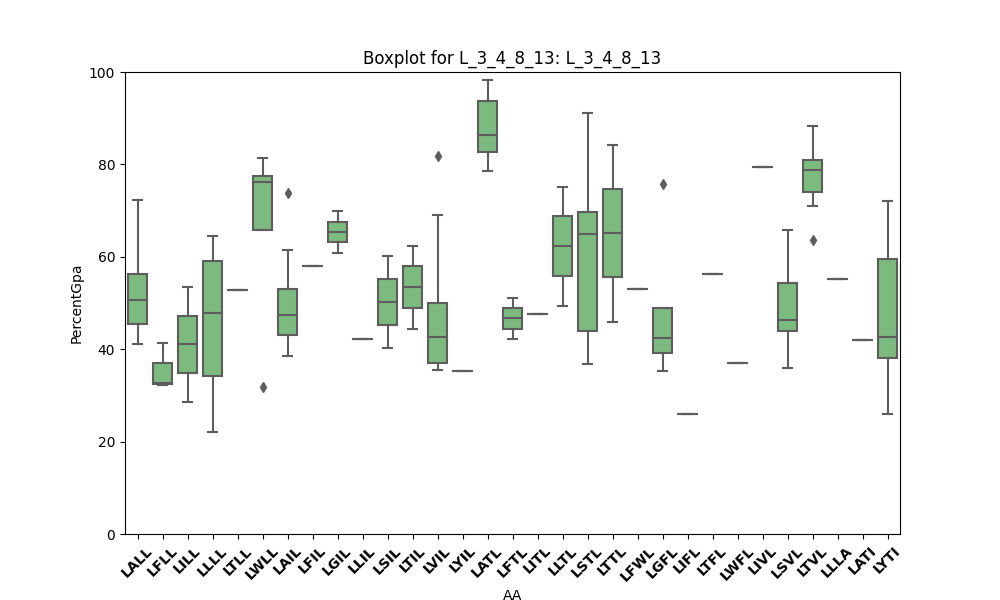 Boxplot for L_3_4_8_13: L_3_4_8_13
PercentGpa
100
80
60
40
20
0
LALL LFLL LILL LLLL LTLL LWLL LAIL LFIL LGIL LLIL LSIL LTIL LVIL LYIL LATL LFTL LITL LLTL LSTL LTTL LFWL LGFL LIFL LTFL LWFL LIVL LSVL LTVL LLLA LATI LYTI
AA